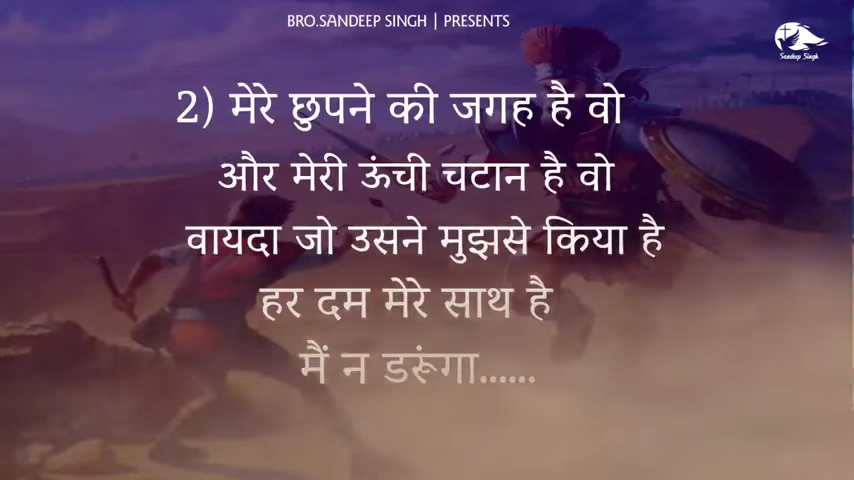 BRO.SANDEEP SINGH | PRESENTS
Sandeep Singh
2) मेरे छुपने की जगह है वो
और मेरी ऊंची चटान है वो
वायदा जो उसने मुझसे किया है
हर दम मेरे साथ है
मैं न डरूंगा......